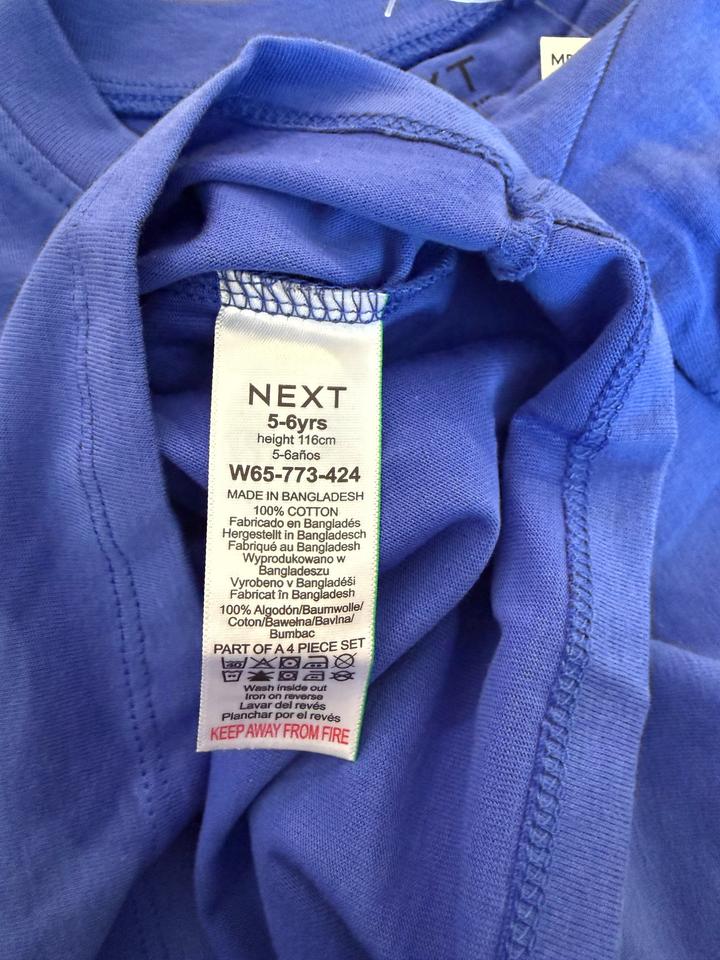 NEXT
5-6yrs
height 116cm
5-6años
W65-773-424
MADE IN BANGLADESH
100% COTTON
Fabricado en Bangladés
Hergestellt in Bangladesch
Fabriqué au Bangladesh
Wyprodukowano w
Bangladeszu
Vyrobeno v Bangladéši
Fabricat în Bangladesh
100% Algodón/Baumwolle/
Coton/Bawełna/Bavlna/
Bumbac
PART OF A 4 PIECE SET
Wash inside out
Iron on reverse
Lavar del revés
Planchar por el revés
KEEP AWAY FROM FIRE